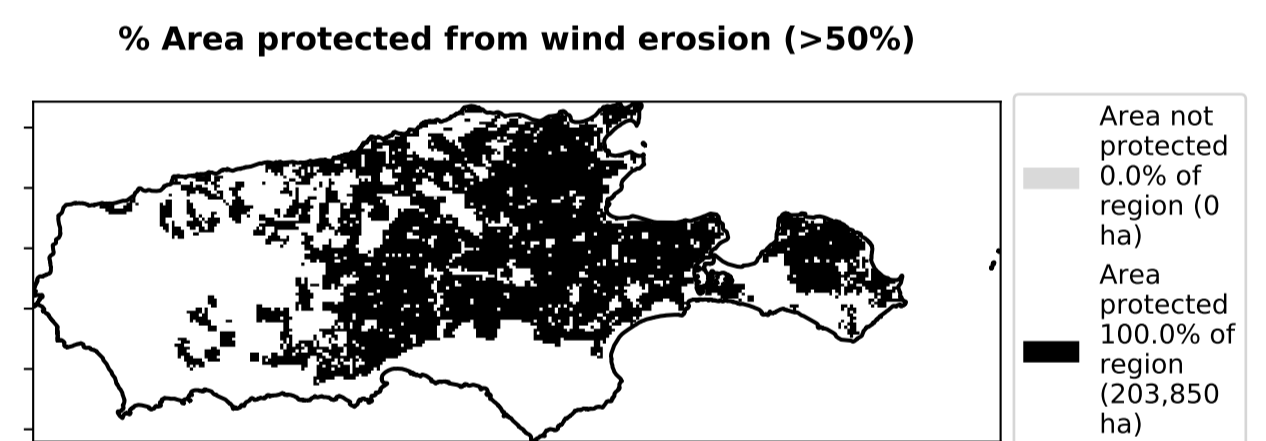 % Area protected from wind erosion (>50%)
Area not
protected
0.0% of
region (0
ha)
Area
protected
100.0% of
region
(203,850
ha)